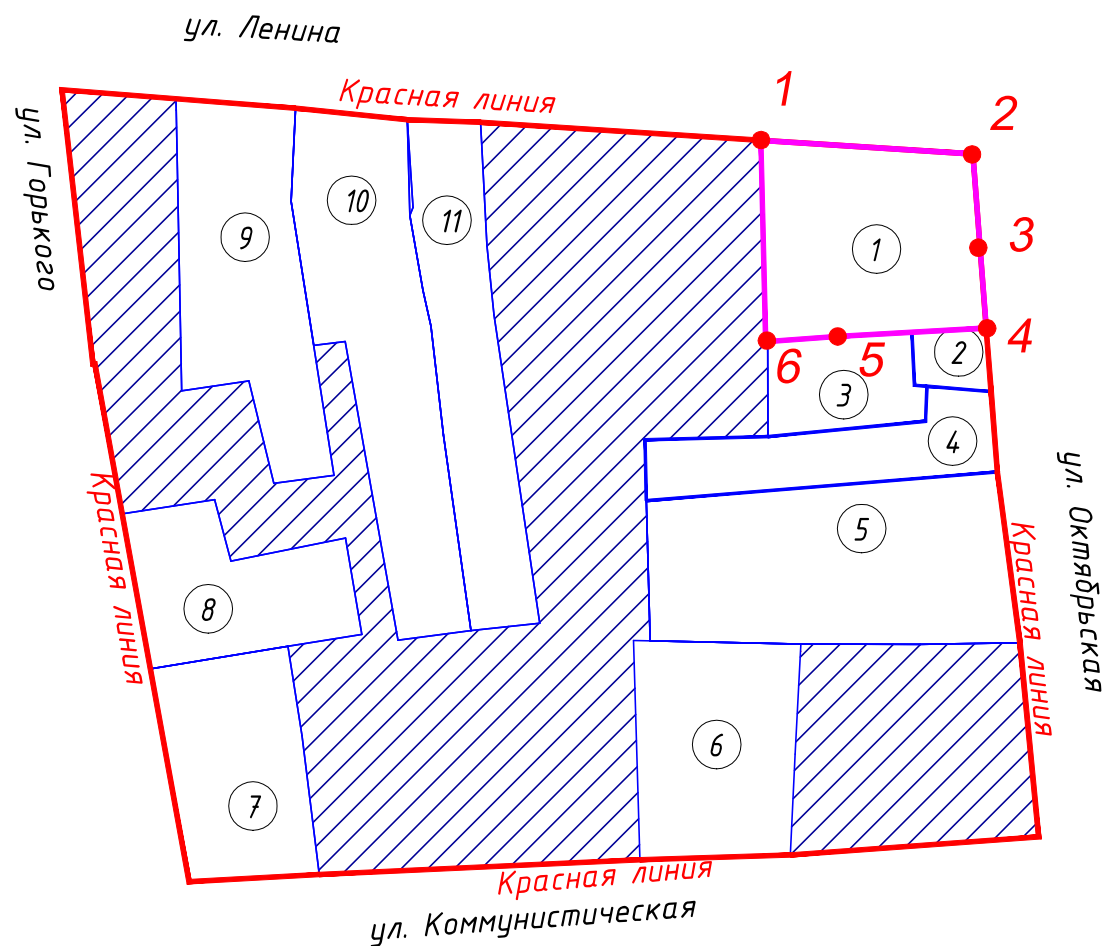 ул. Ленина
Красная линия
1
2
ул. Горького
10
11
9
1
3
4
2
5
6
3
4
ул. Октябрьская
Красная линия
5
Красная линия
8
6
7
Красная линия
ул. Коммунистическая